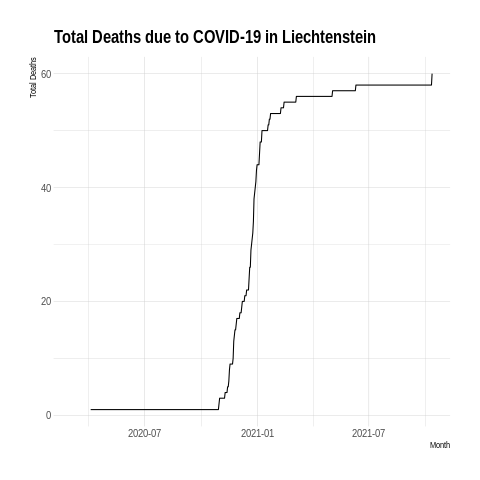 Total Deaths due to COVID-19 in Liechtenstein
Total Deaths
60
40
20
0
2020-07 2021-01 2021-07
Month